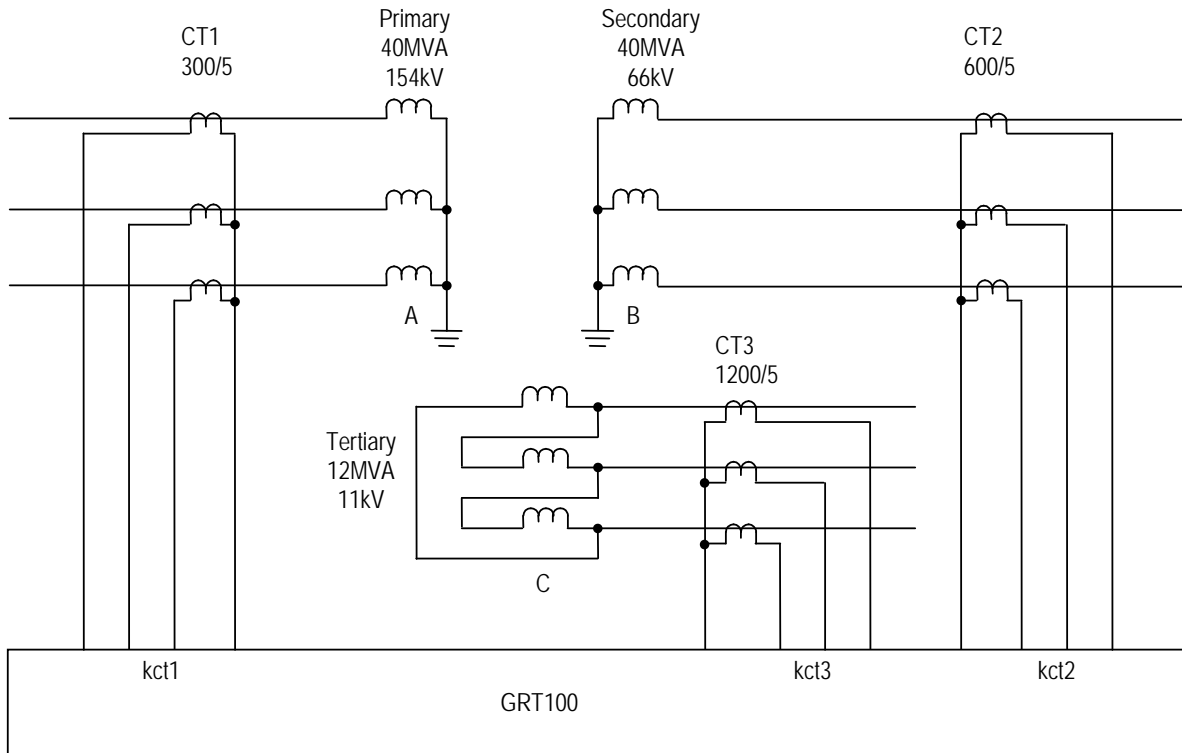 CT1
300/5
Primary
40MVA
154kV
Secondary
40MVA
66kV
CT2
600/5
A
B
CT3
1200/5
Tertiary
12MVA
11kV
C
kct1
kct3
kct2
GRT100